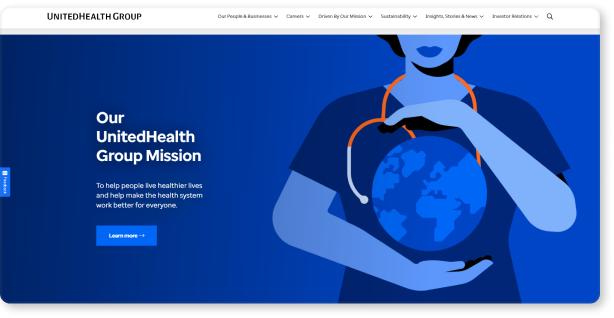 UNITEDHEALTH GROUP
Our People & Businesses Careers Driven By Our Mission Sustainability Insights, Stories & News Investor Relations
Our
UnitedHealth
Group Mission
To help people live healthier lives
and help make the health system
work better for everyone.
Learn more →
Feedback